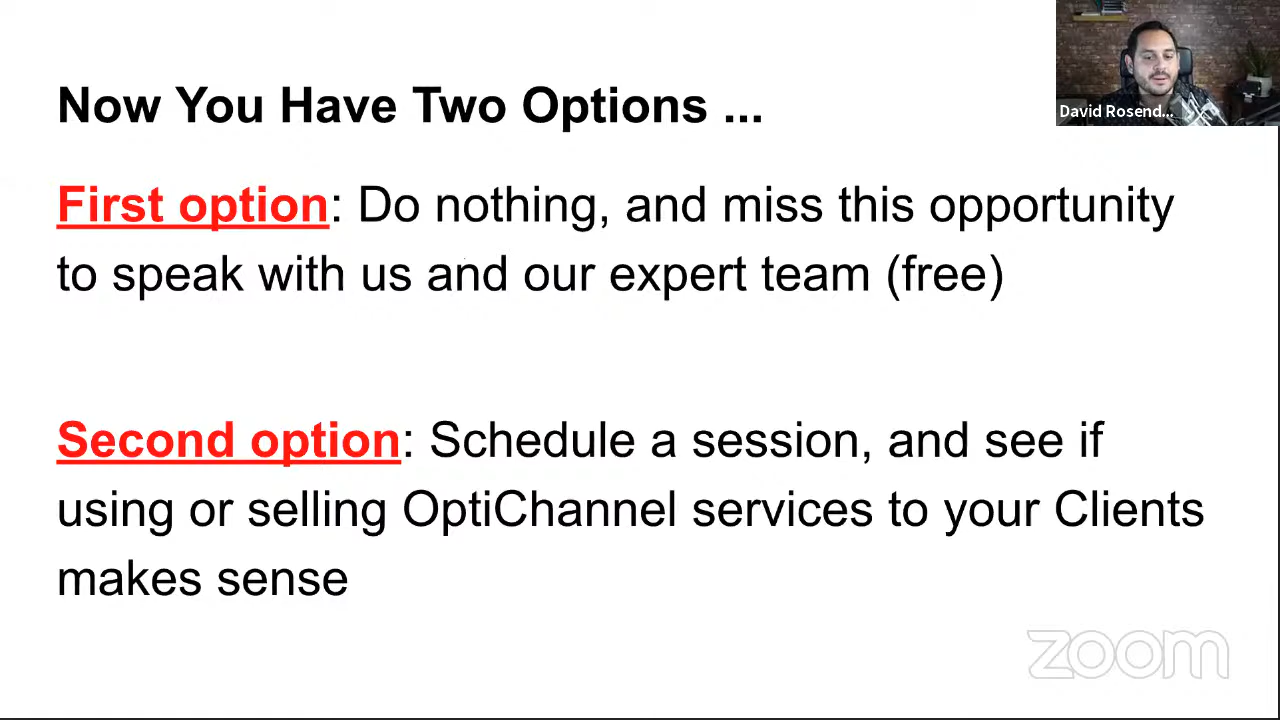 Now You Have Two Options ...
David Rosend...
First option: Do nothing, and miss this opportunity
to speak with us and our expert team (free)
Second option: Schedule a session, and see if
using or selling OptiChannel services to your Clients
makes sense
zoom